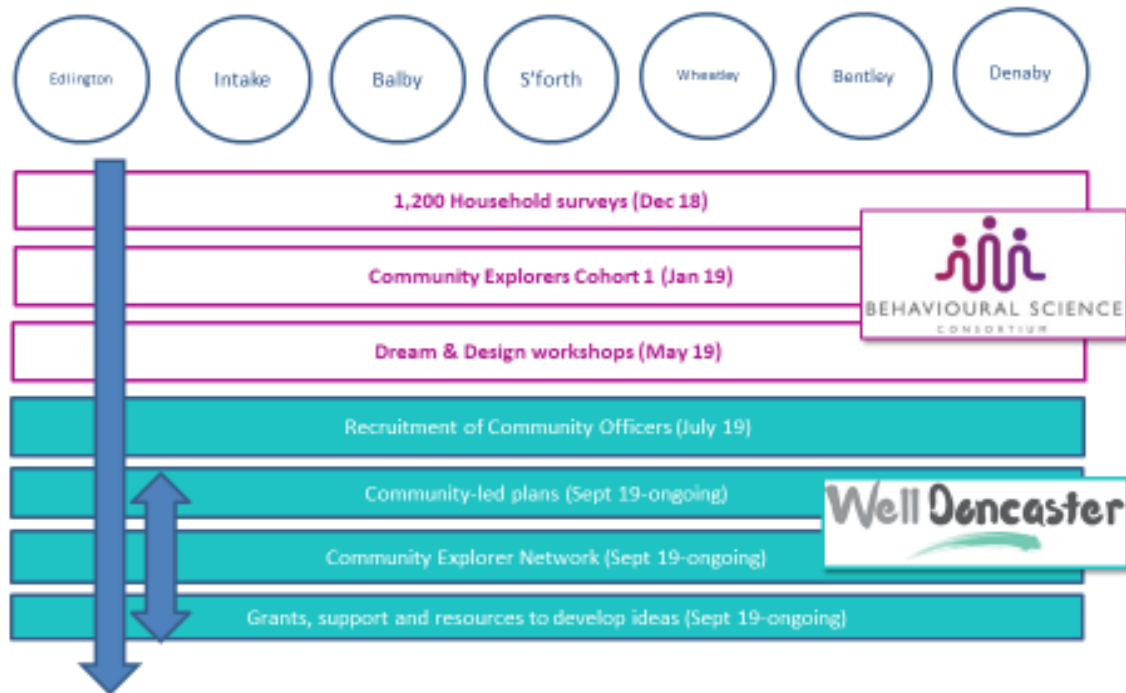 Edlington
Intake
Balby
S'forth
Wheatley
Bentley
Denaby
1,200 Household surveys (Dec 18)
Community Explorers Cohort 1 (Jan 19)
BEHAVIOURAL SCIENCE
CONSORTIUM
Dream & Design workshops (May 19)
Recruitment of Community Officers (July 19)
Community-led plans (Sept 19-ongoing)
Well Doncaster
Community Explorer Network (Sept 19-ongoing)
Grants, support and resources to develop ideas (Sept 19-ongoing)